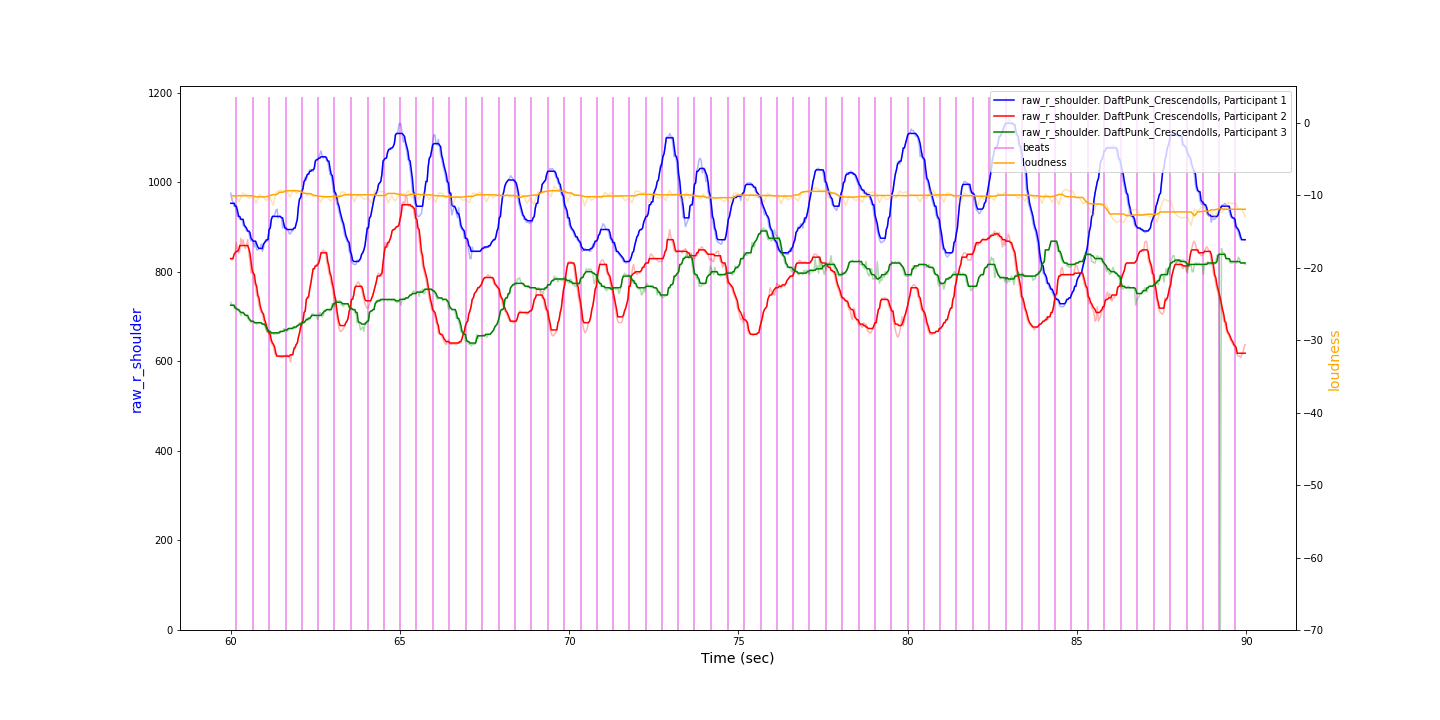 raw_r_shoulder. DaftPunk_Crescendolls, Participant 1
raw_r_shoulder. DaftPunk_Crescendolls, Participant 2
raw_r_shoulder. DaftPunk_Crescendolls, Participant 3
beats
loudness
1200
1000
800
600
400
200
0
raw_r_shoulder
0
−10
−20
−30
−40
−50
−60
−70
loudness
60
65
70
75
80
85
90
Time (sec)